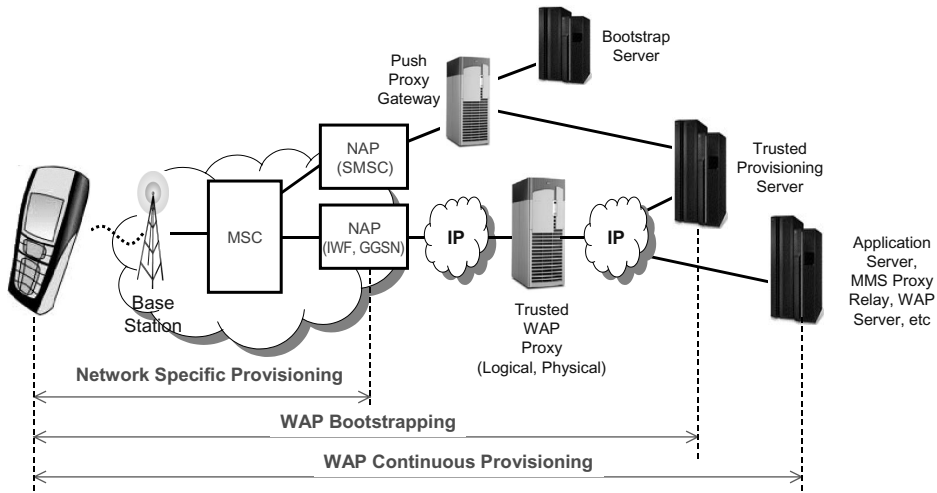 Bootstrap
Server
Push
Proxy
Gateway
NAP
(SMSC)
Trusted
Provisioning
Server
MSC
NAP
(IWF, GGSN)
IP
IP
Base
Station
Trusted
WAP
Proxy
(Logical, Physical)
Application
Server,
MMS Proxy
Relay, WAP
Server, etc
Network Specific Provisioning
WAP Bootstrapping
WAP Continuous Provisioning